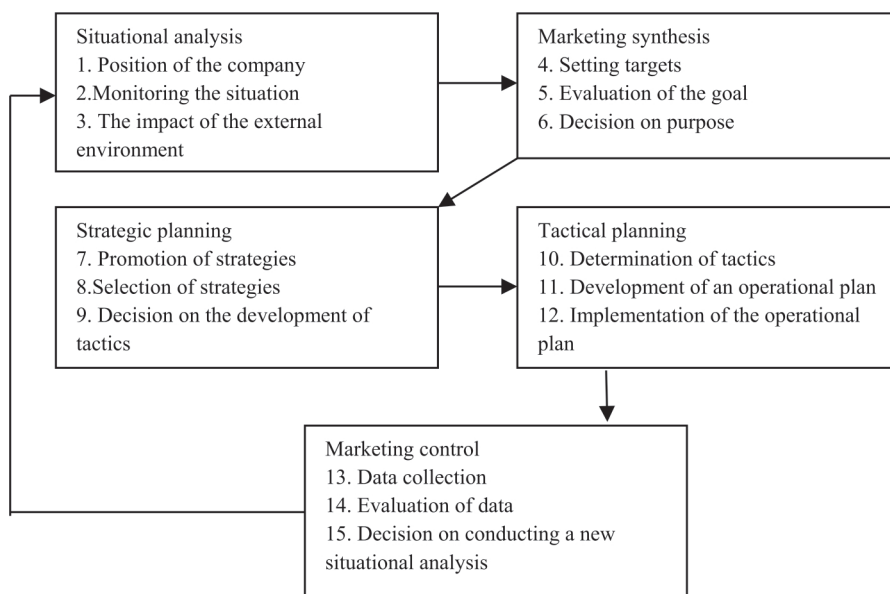 Situational analysis
1. Position of the company
2.Monitoring the situation
3. The impact of the external
environment
Marketing synthesis
4. Setting targets
5. Evaluation of the goal
6. Decision on purpose
Strategic planning
7. Promotion of strategies
8.Selection of strategies
9. Decision on the development of
tactics
Tactical planning
10. Determination of tactics
11. Development of an operational plan
12. Implementation of the operational
plan
Marketing control
13. Data collection
14. Evaluation of data
15. Decision on conducting a new
situational analysis